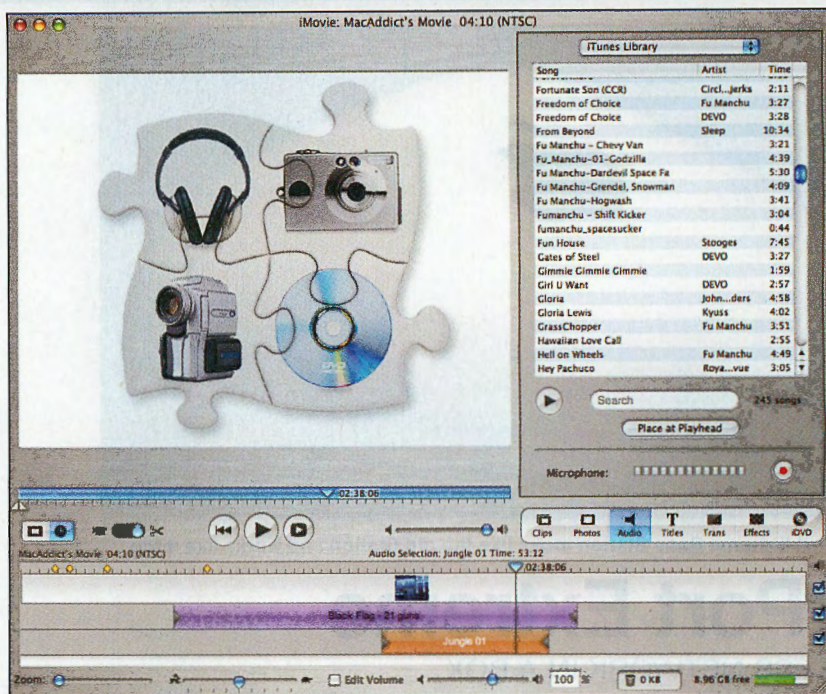 iMovie: MacAddict's Movie 04:10 (NTSC)
iTunes Library
Song Artist Time
Fortunate Son (CCR) Circl...Jerks 2:11
Freedom of Choice Fu Manchu 3:27
Freedom of Choice DEVO 3:28
From Beyond Sleep 10:34
Fu Manchu - Chevy Van 3:21
Fu_Manchu-01-Godzilla 4:39
Fu Manchu-Dardevil Space Fa 5:30
Fu Manchu-Grendel, Snowman 4:09
Fu Manchu-Hogwash 3:41
Fumanchu - Shift Kicker 3:04
fumanchu_spacesucker 0:44
Fun House Stooges 7:45
Gates of Steel DEVO 3:27
Gimmie Gimmie Gimmie 1:59
Girl U Want DEVO 2:57
Gloria John...ders 4:58
Gloria Lewis Kyuss 4:02
GrassChopper Fu Manchu 3:51
Hawaiian Love Call 2:55
Hell on Wheels Fu Manchu 4:49
Hey Pachuco Roya...vue 3:05
Search
245 songs
Place at Playhead
Microphone:
DVD
02:38:06
Clips Photos Audio Titles Trans Effects iDVD
MacAddict's Movie 04:10 (NTSC)
Audio Selection: Jungle 01 Time: 53:12
02:38:06
Black Flag - 21 guns
Jungle 01
Zoom:
Edit Volume
100 %
0 KB
8.96 GB free